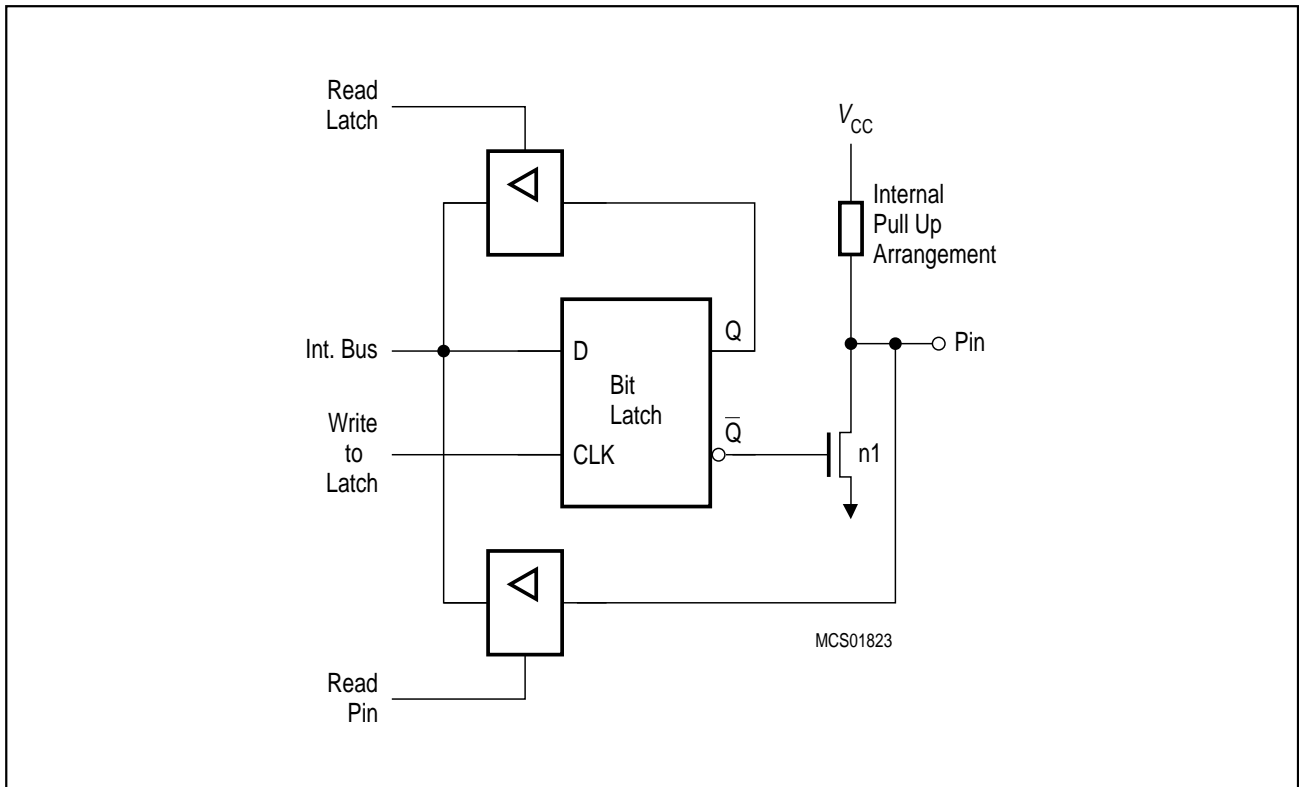 Read
Latch
V CC
Internal
Pull Up
Arrangement
Q
Int. Bus
D
Pin
Bit
Latch
Write
to
Latch
Q̅
CLK
n1
MCS01823
Read
Pin